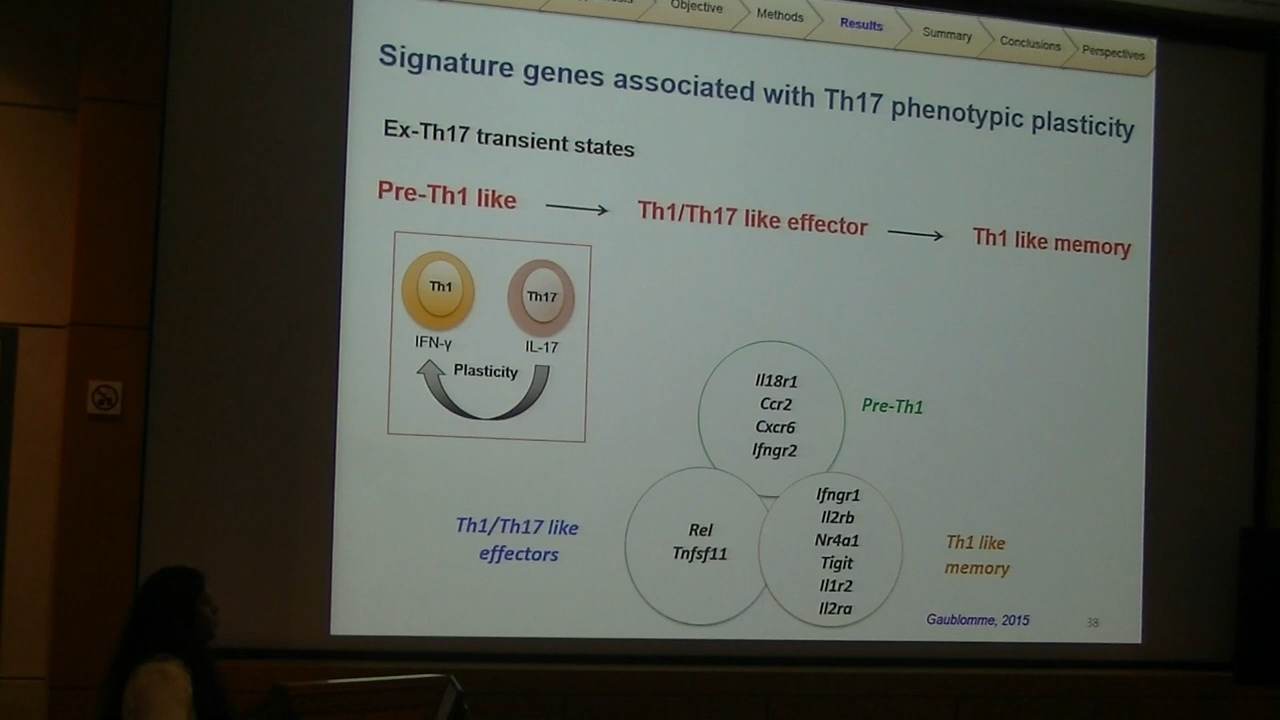 Objective
Methods
Results
Summary
Conclusions
Perspectives
Signature genes associated with Th17 phenotypic plasticity
Ex-Th17 transient states
Pre-Th1 like
Th1/Th17 like effector
Th1 like memory
Th1
Th17
IFN-γ
IL-17
Plasticity
Il18r1
Ccr2
Cxcr6
Ifngr2
Pre-Th1
Th1/Th17 like
effectors
Rel
Tnfsf11
Ifngr1
Il2rb
Nr4a1
Tigit
Il1r2
Il2ra
Th1 like
memory
Gaublomme, 2015
38